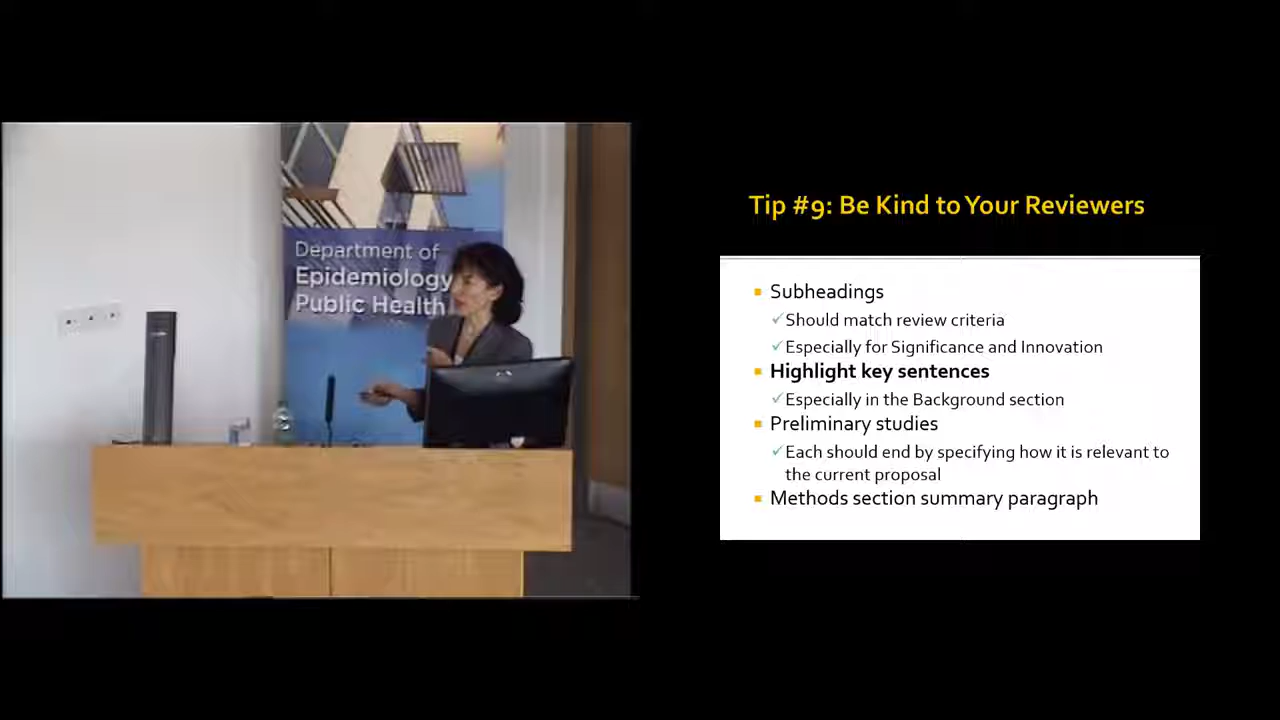 Department of
Epidemiology
Public Health
Tip #9: Be Kind to Your Reviewers
Subheadings
Should match review criteria
Especially for Significance and Innovation
Highlight key sentences
Especially in the Background section
Preliminary studies
Each should end by specifying how it is relevant to
the current proposal
Methods section summary paragraph